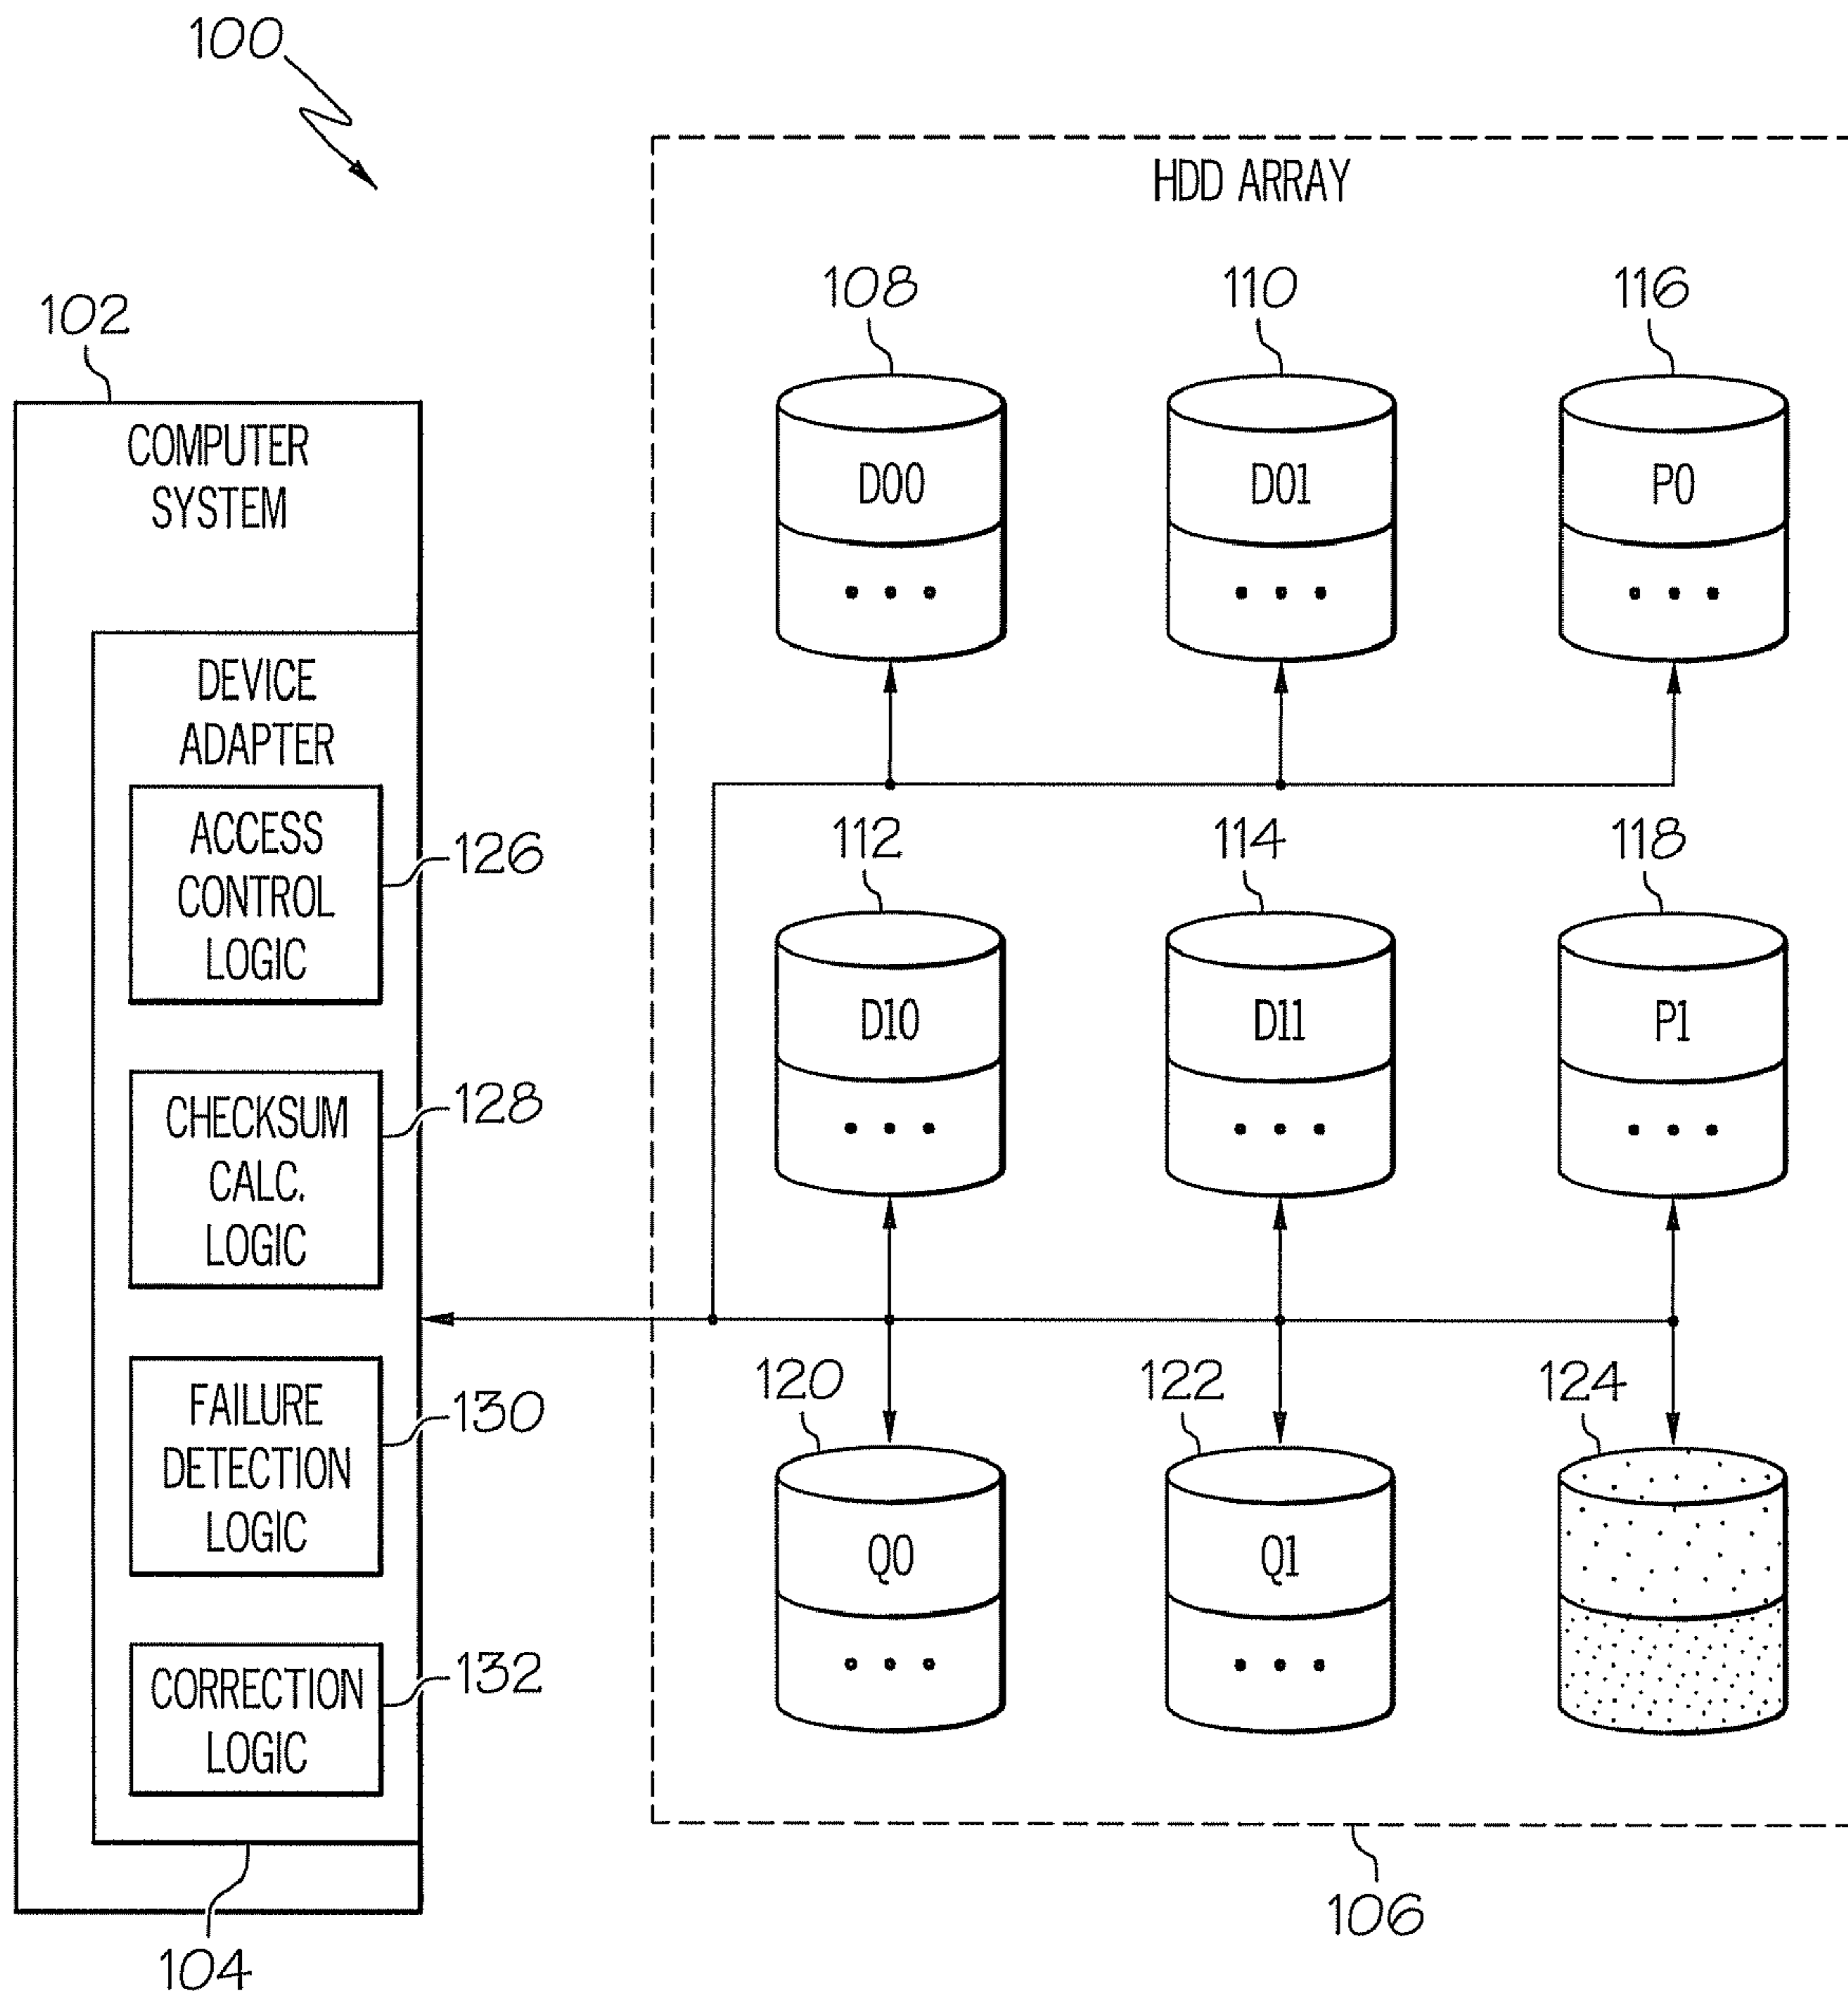 100
HDD ARRAY
108
110
116
102
COMPUTER
SYSTEM
D00
D01
P0
• • •
• • •
• • •
DEVICE
ADAPTER
ACCESS
CONTROL
LOGIC
126
112
114
118
D10
D11
P1
• • •
• • •
• • •
CHECKSUM
CALC.
LOGIC
128
FAILURE
DETECTION
LOGIC
130
120
122
124
Q0
Q1
• • •
• • •
CORRECTION
LOGIC
132
104
106